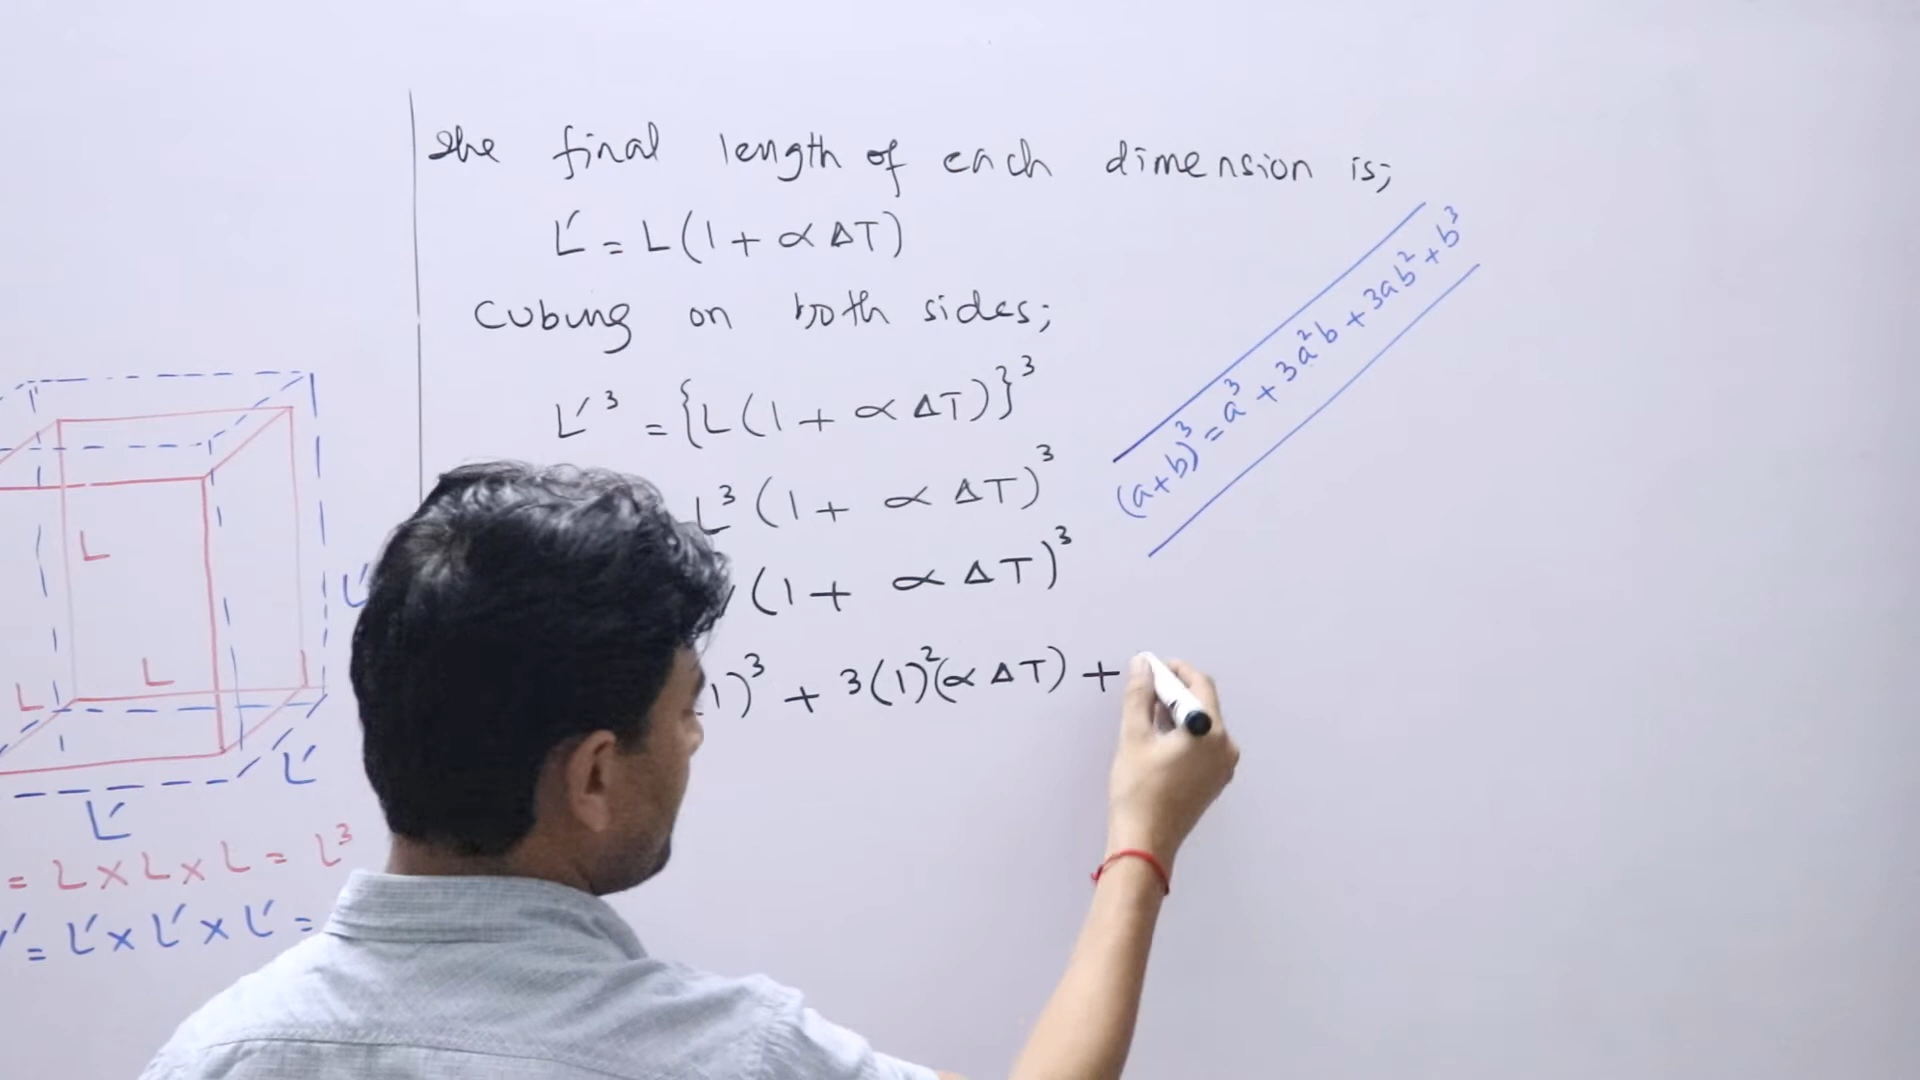 the final length of each dimension is;
L' = L(1 + α ΔT)
Cubing on both sides;
L'³ = {L(1 + α ΔT)}³
L³(1 + α ΔT)³
(1 + α ΔT)³
1)³ + 3(1)²(α ΔT) +
(a+b)³ = a³ + 3a²b + 3ab² + b³
L
L
L
L'
L'
L'
= L × L × L = L³
V' = L' × L' × L' =